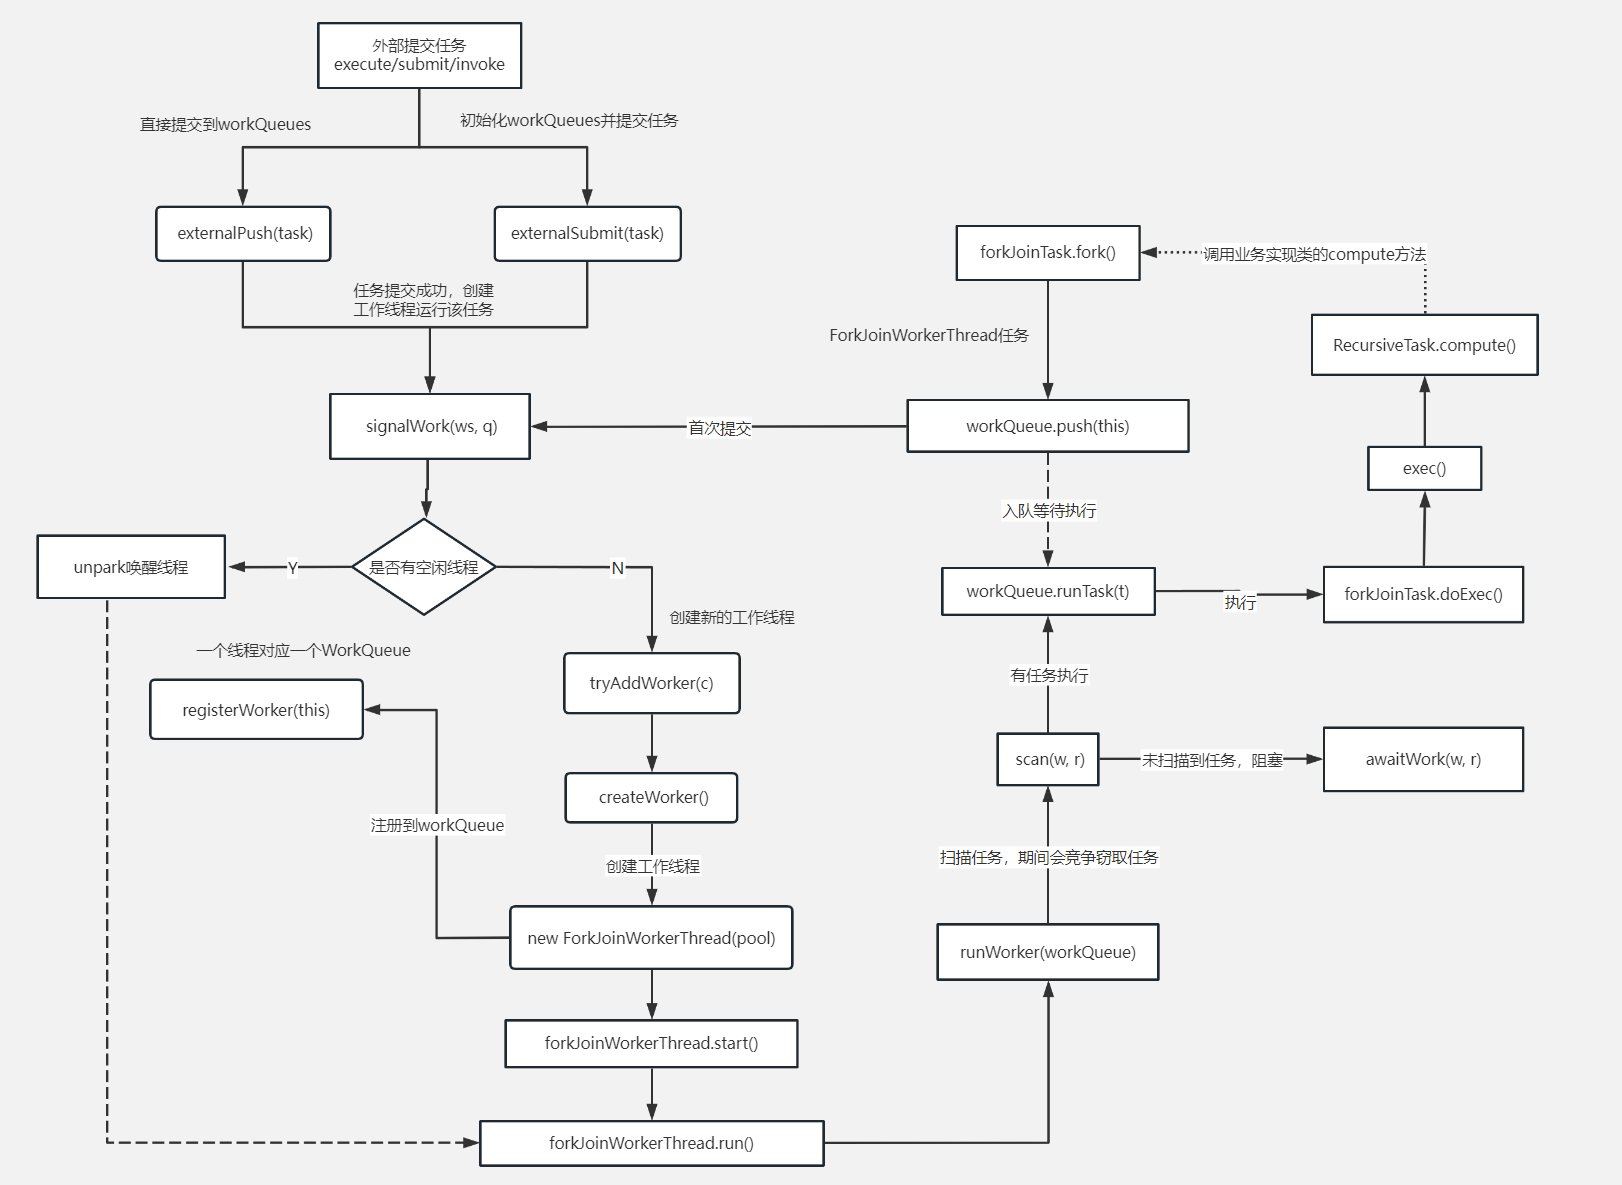 外部提交任务
execute/submit/invoke
直接提交到workQueues
初始化workQueues并提交任务
externalPush(task)
externalSubmit(task)
任务提交成功，创建
工作线程运行该任务
signalWork(ws, q)
是否有空闲线程
Y
unpark唤醒线程
N
创建新的工作线程
tryAddWorker(c)
createWorker()
创建工作线程
new ForkJoinWorkerThread(pool)
注册到workQueue
一个线程对应一个WorkQueue
registerWorker(this)
forkJoinWorkerThread.start()
forkJoinWorkerThread.run()
runWorker(workQueue)
扫描任务，期间会竞争窃取任务
scan(w, r)
未扫描到任务，阻塞
awaitWork(w, r)
有任务执行
workQueue.runTask(t)
执行
forkJoinTask.doExec()
exec()
RecursiveTask.compute()
调用业务实现类的compute方法
forkJoinTask.fork()
ForkJoinWorkerThread任务
workQueue.push(this)
首次提交
入队等待执行